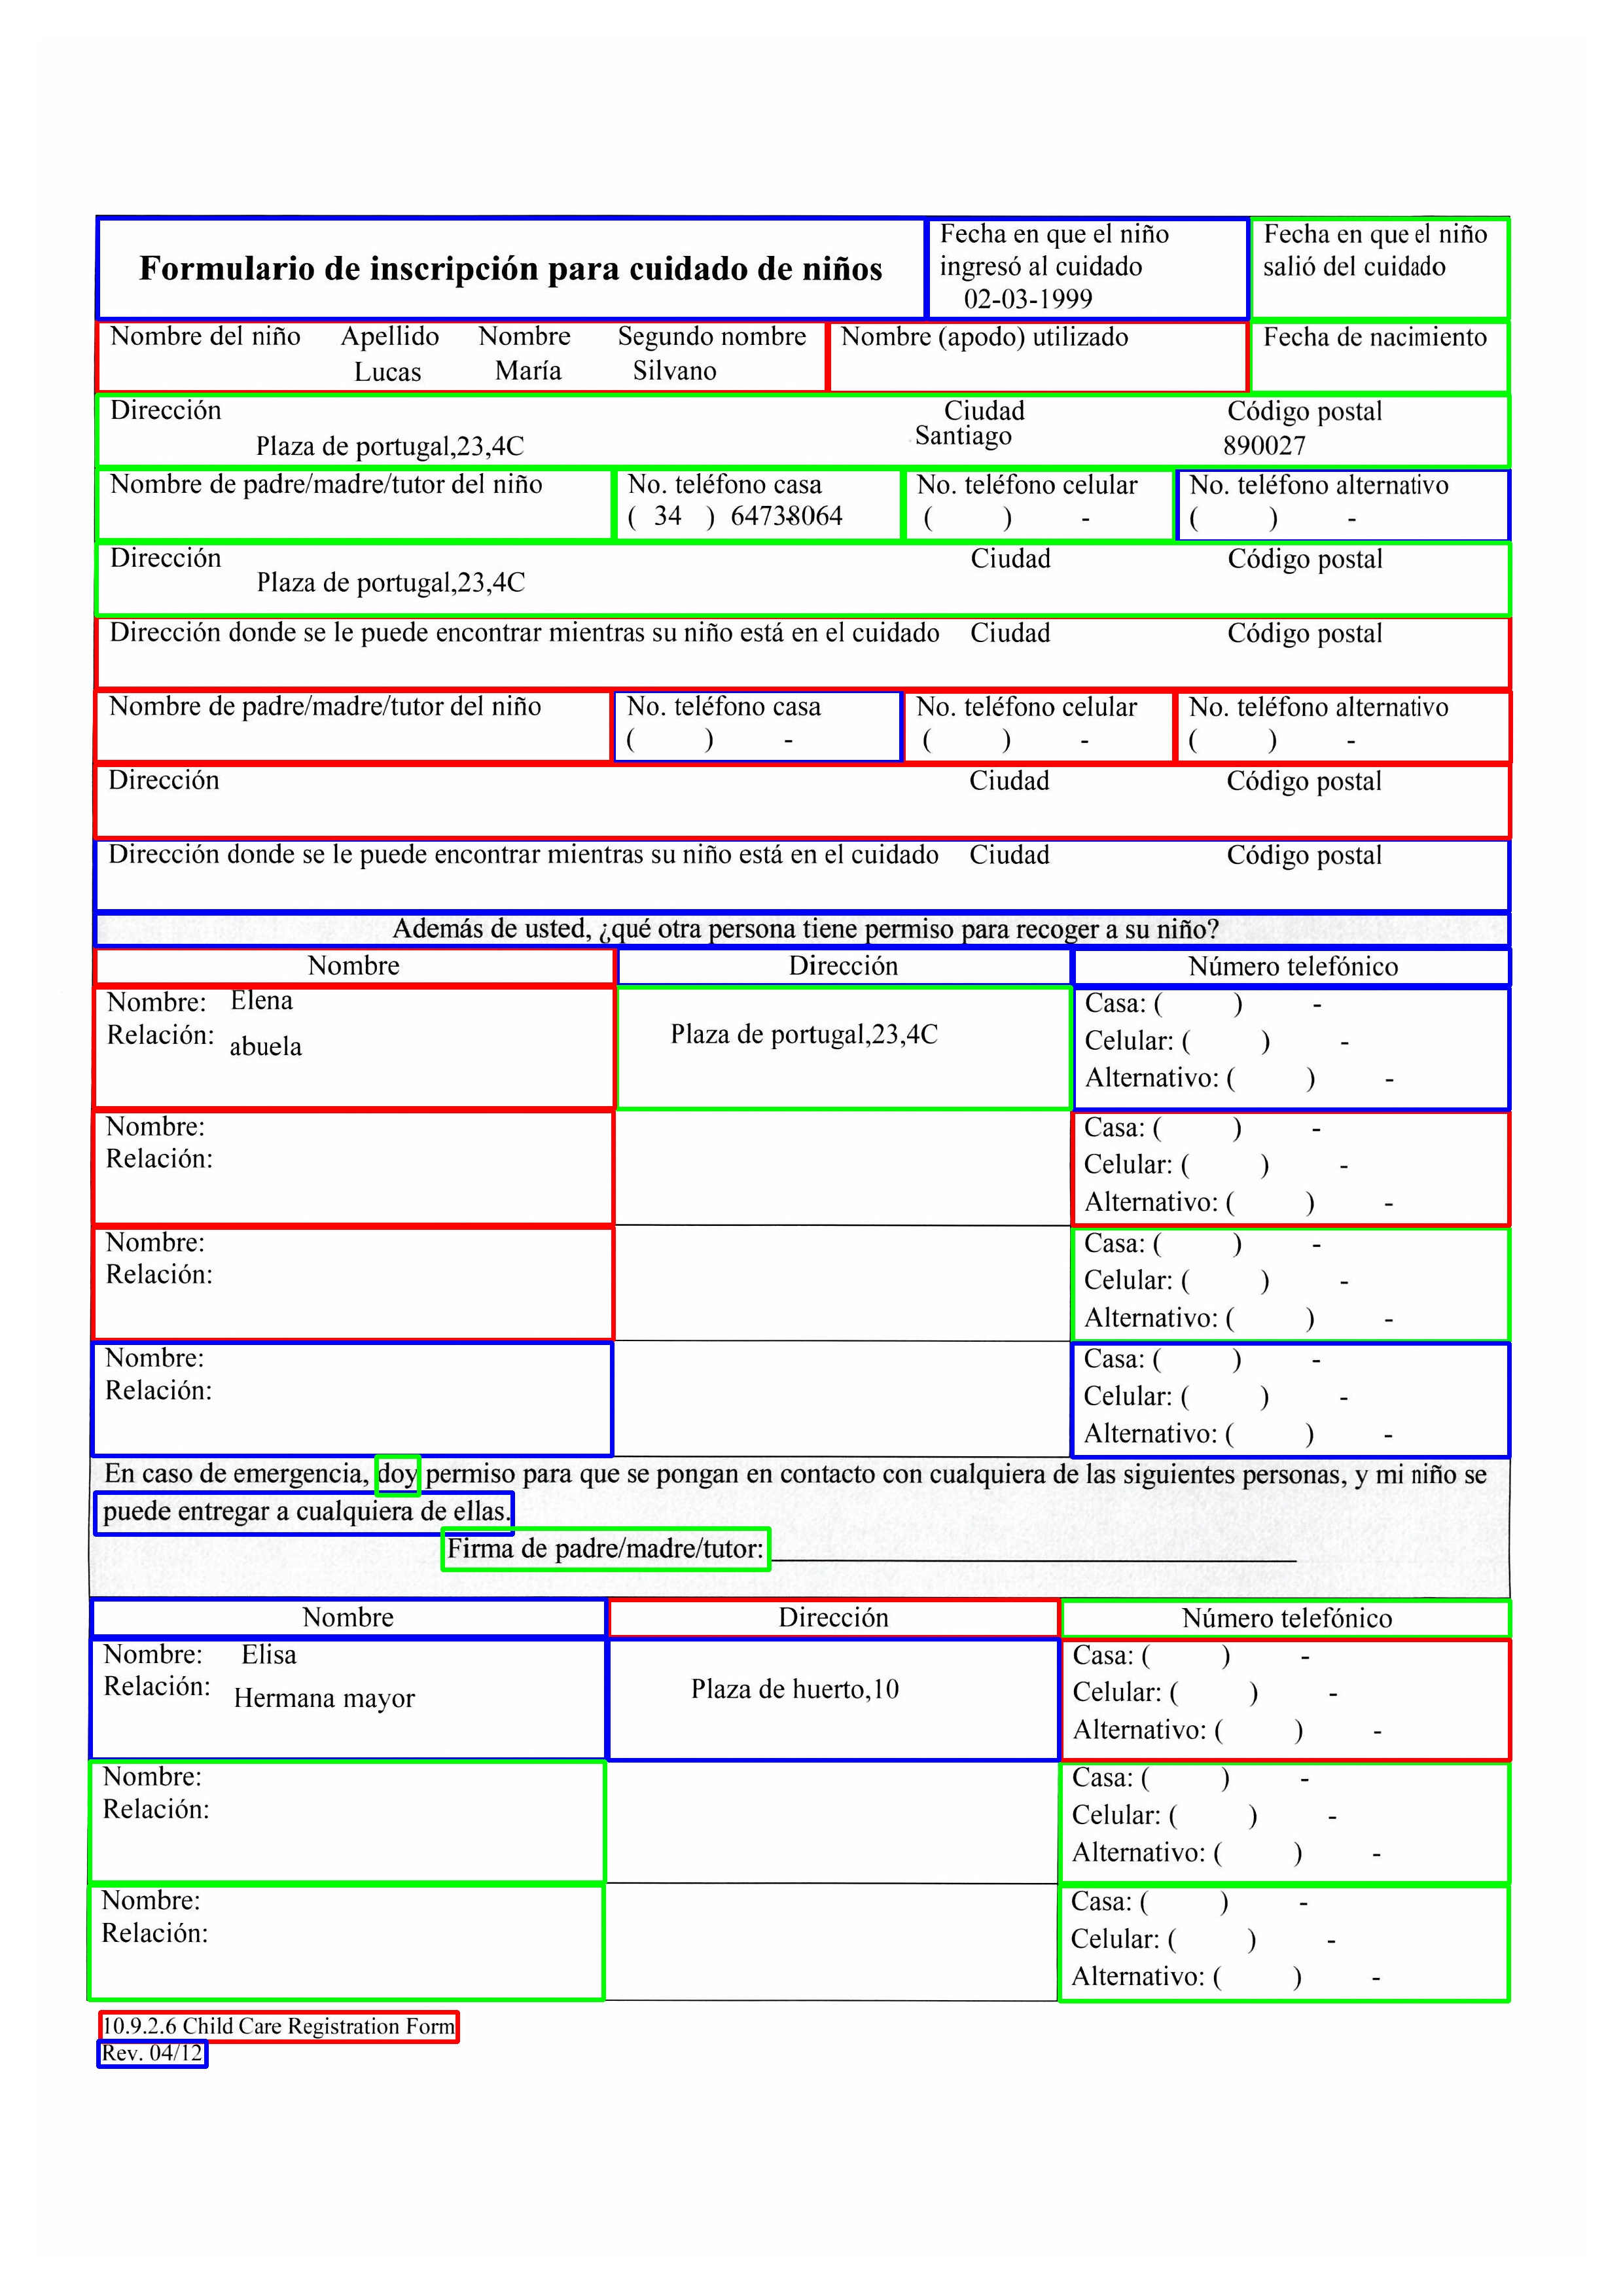 Formulario de inscripción para cuidado de niños
Fecha en que el niño
ingresó al cuidado
02-03-1999
Fecha en que el niño
salió del cuidado
Nombre del niño Apellido Nombre Segundo nombre
Lucas María Silvano
Nombre (apodo) utilizado
Fecha de nacimiento
Dirección Ciudad Código postal
Plaza de portugal,23,4C Santiago 890027
Nombre de padre/madre/tutor del niño
No. teléfono casa
( 34 ) 64738064
No. teléfono celular
( ) -
No. teléfono alternativo
( ) -
Dirección Ciudad Código postal
Plaza de portugal,23,4C
Dirección donde se le puede encontrar mientras su niño está en el cuidado Ciudad Código postal
Nombre de padre/madre/tutor del niño
No. teléfono casa
( ) -
No. teléfono celular
( ) -
No. teléfono alternativo
( ) -
Dirección Ciudad Código postal
Dirección donde se le puede encontrar mientras su niño está en el cuidado Ciudad Código postal
Además de usted, ¿qué otra persona tiene permiso para recoger a su niño?
Nombre Dirección Número telefónico
Nombre: Elena
Relación: abuela
Plaza de portugal,23,4C
Casa: ( ) -
Celular: ( ) -
Alternativo: ( ) -
Nombre:
Relación:
Casa: ( ) -
Celular: ( ) -
Alternativo: ( ) -
Nombre:
Relación:
Casa: ( ) -
Celular: ( ) -
Alternativo: ( ) -
Nombre:
Relación:
Casa: ( ) -
Celular: ( ) -
Alternativo: ( ) -
En caso de emergencia, doy permiso para que se pongan en contacto con cualquiera de las siguientes personas, y mi niño se
puede entregar a cualquiera de ellas.
Firma de padre/madre/tutor:
Nombre Dirección Número telefónico
Nombre: Elisa
Relación: Hermana mayor
Plaza de huerto,10
Casa: ( ) -
Celular: ( ) -
Alternativo: ( ) -
Nombre:
Relación:
Casa: ( ) -
Celular: ( ) -
Alternativo: ( ) -
Nombre:
Relación:
Casa: ( ) -
Celular: ( ) -
Alternativo: ( ) -
10.9.2.6 Child Care Registration Form
Rev. 04/12